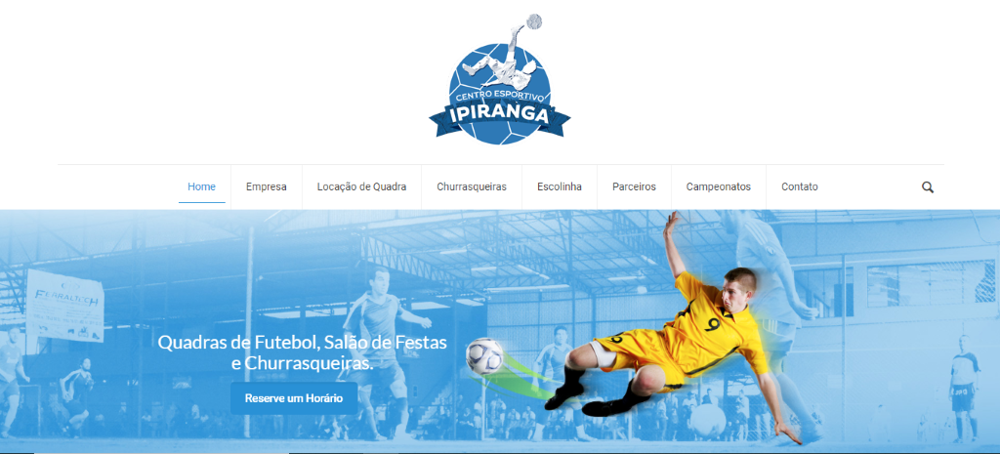 CENTRO ESPORTIVO
IPIRANGA
Home
Empresa
Locação de Quadra
Churrasqueiras
Escolinha
Parceiros
Campeonatos
Contato
Quadras de Futebol, Salão de Festas
e Churrasqueiras.
Reserve um Horário
9